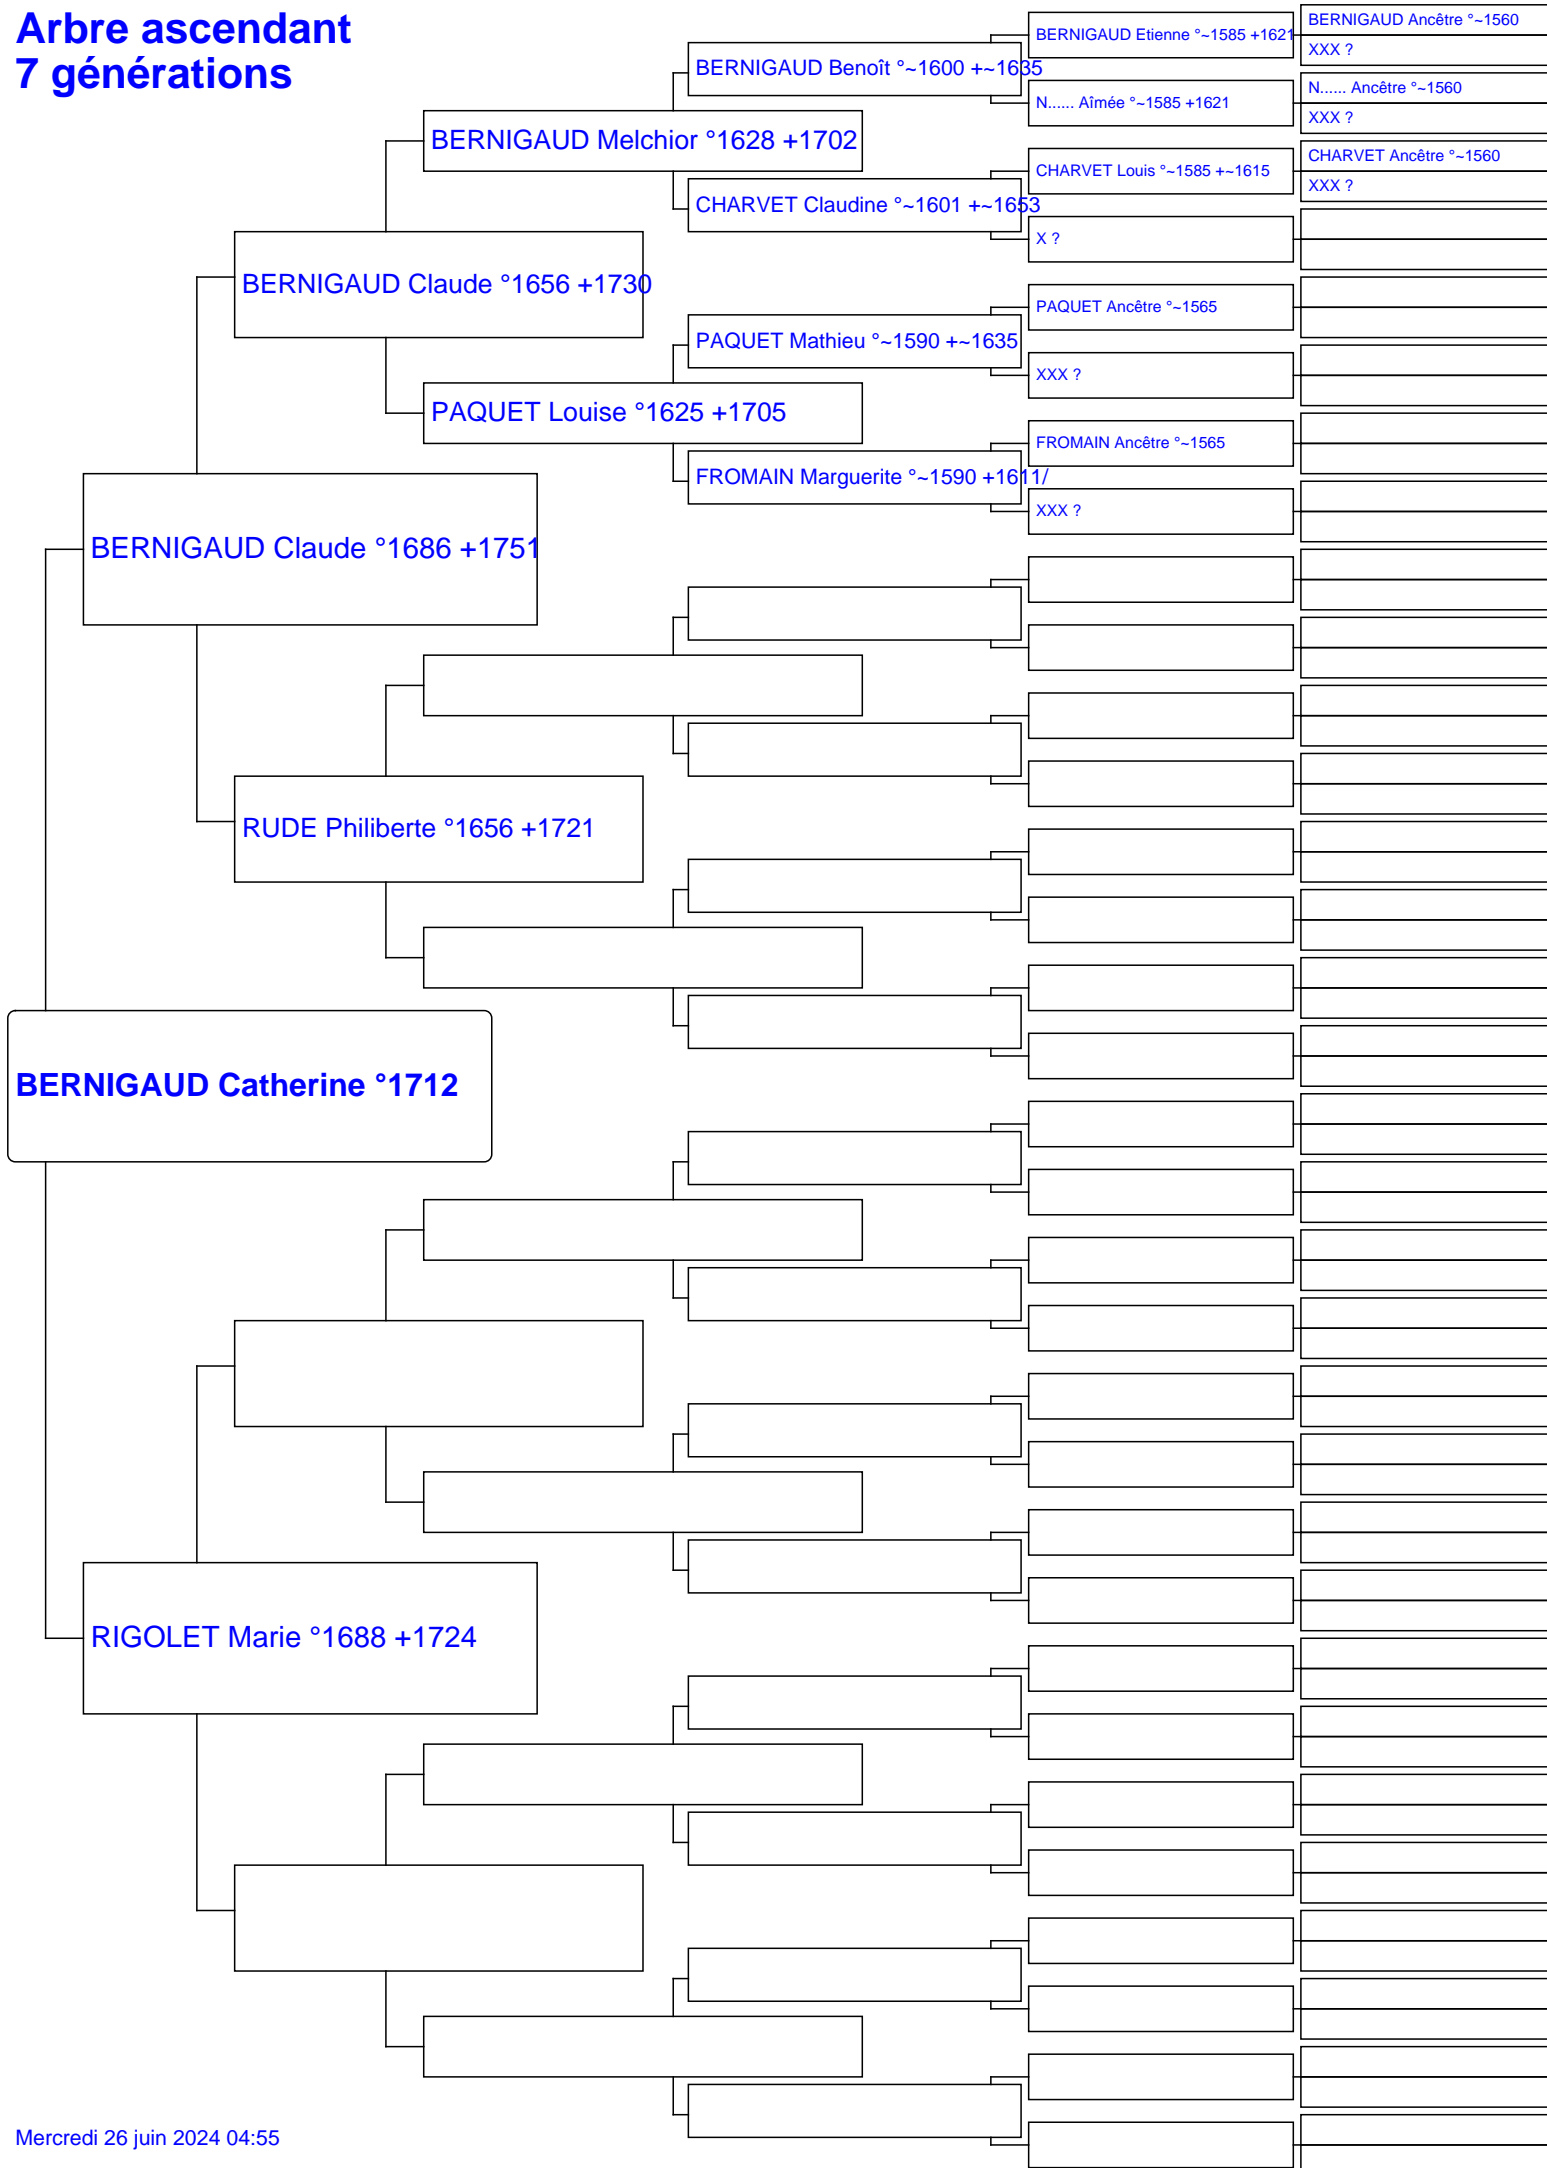 Arbre ascendant
7 générations
BERNIGAUD Etienne °~1585 +1621
BERNIGAUD Ancêtre °~1560
XXX ?
BERNIGAUD Benoît °~1600 +~1635
N...... Aîmée °~1585 +1621
N...... Ancêtre °~1560
XXX ?
BERNIGAUD Melchior °1628 +1702
CHARVET Louis °~1585 +~1615
CHARVET Ancêtre °~1560
XXX ?
CHARVET Claudine °~1601 +~1653
X ?
BERNIGAUD Claude °1656 +1730
PAQUET Ancêtre °~1565
PAQUET Mathieu °~1590 +~1635
XXX ?
PAQUET Louise °1625 +1705
FROMAIN Ancêtre °~1565
FROMAIN Marguerite °~1590 +1611/
XXX ?
BERNIGAUD Claude °1686 +1751
RUDE Philiberte °1656 +1721
BERNIGAUD Catherine °1712
RIGOLET Marie °1688 +1724
Mercredi 26 juin 2024 04:55